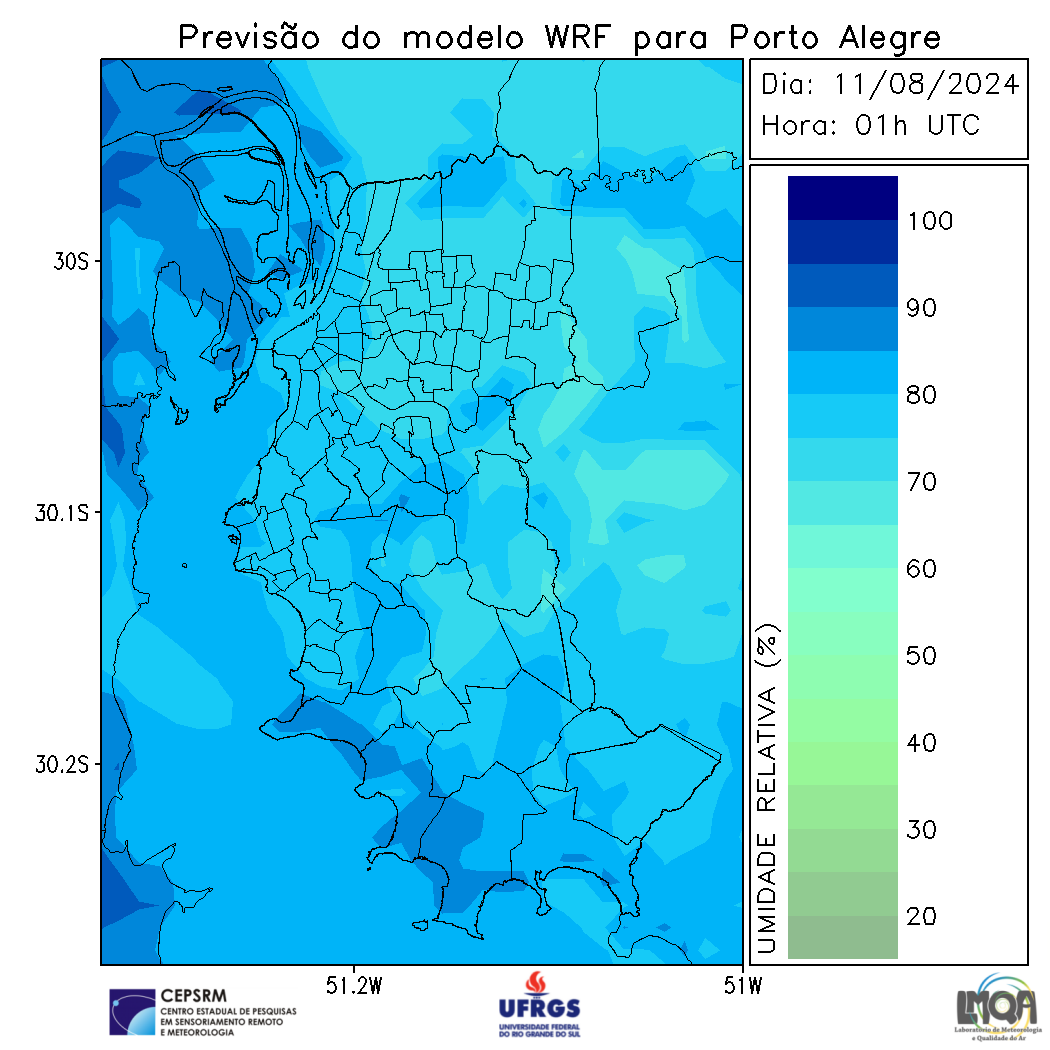 Previsão do modelo WRF para Porto Alegre
Dia: 11/08/2024
Hora: 01h UTC
30S
30.1S
30.2S
51.2W
51W
100
90
80
70
60
50
40
30
20
UMIDADE RELATIVA (%)
CEPSRM
CENTRO ESTADUAL DE PESQUISAS
EM SENSORIAMENTO REMOTO
E METEOROLOGIA
UFRGS
UNIVERSIDADE FEDERAL
DO RIO GRANDE DO SUL
LMQA
Laboratório de Meteorologia
e Qualidade do Ar